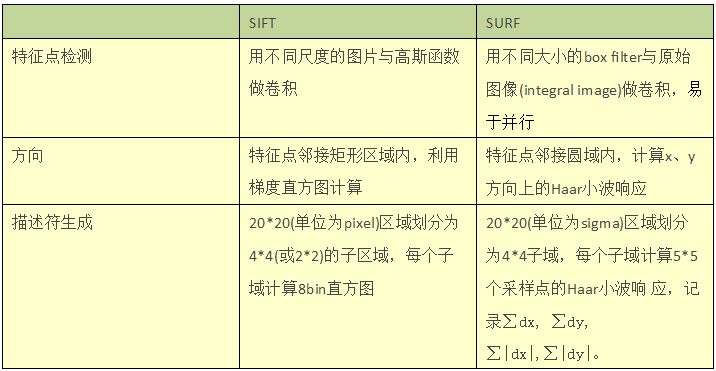 SIFT SURF
特征点检测 用不同尺度的图片与高斯函数 用不同大小的box filter与原始
做卷积 图像(integral image)做卷积，易
于并行
方向 特征点邻接矩形区域内，利用 特征点邻接圆域内，计算x、y
梯度直方图计算 方向上的Haar小波响应
描述符生成 20*20(单位为pixel)区域划分为 20*20(单位为sigma)区域划分
4*4(或2*2)的子区域，每个子 为4*4子域，每个子域计算5*5
域计算8bin直方图 个采样点的Haar小波响 应，记
录∑dx, ∑dy,
∑|dx|,∑|dy|。